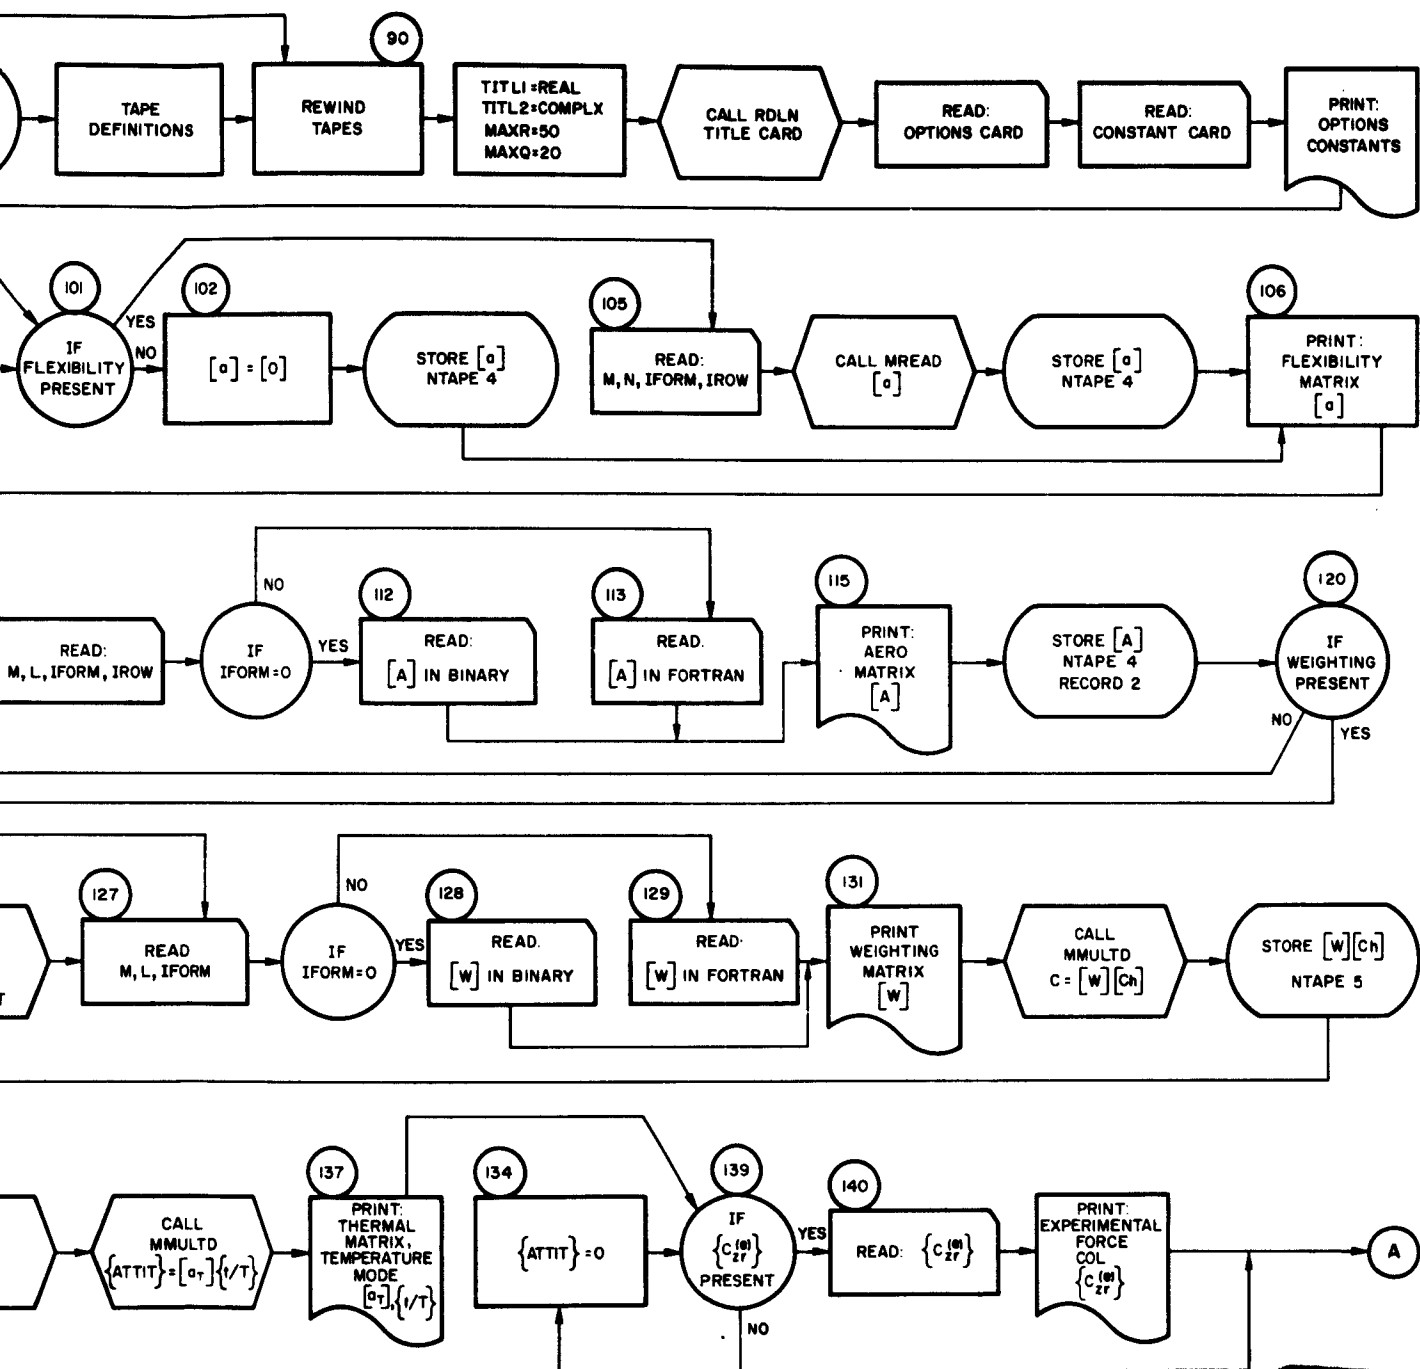 90
TAPE
DEFINITIONS
REWIND
TAPES
TITL1=REAL
TITL2=COMPLX
MAXR=50
MAXQ=20
CALL RDLN
TITLE CARD
READ:
OPTIONS CARD
READ:
CONSTANT CARD
PRINT:
OPTIONS
CONSTANTS
101
IF
FLEXIBILITY
PRESENT
YES
NO
102
[a] = [0]
STORE [a]
NTAPE 4
105
READ:
M, N, IFORM, IROW
CALL MREAD
[a]
STORE [a]
NTAPE 4
106
PRINT:
FLEXIBILITY
MATRIX
[a]
READ:
M, L, IFORM, IROW
IF
IFORM=0
NO
YES
112
READ:
[A] IN BINARY
113
READ.
[A] IN FORTRAN
115
PRINT:
AERO
MATRIX
[A]
STORE [A]
NTAPE 4
RECORD 2
120
IF
WEIGHTING
PRESENT
NO
YES
T
127
READ
M, L, IFORM
IF
IFORM=0
NO
YES
128
READ.
[W] IN BINARY
129
READ·
[W] IN FORTRAN
131
PRINT
WEIGHTING
MATRIX
[W]
CALL
MMULTD
C = [W][Ch]
STORE [W][Ch]
NTAPE 5
CALL
MMULTD
{ATTIT}=[aT]{t/T}
137
PRINT:
THERMAL
MATRIX,
TEMPERATURE
MODE
[aT],{t/T}
134
{ATTIT} =0
139
IF
{Czr(e)}
PRESENT
YES
NO
140
READ: {Czr(e)}
PRINT:
EXPERIMENTAL
FORCE
COL
{Czr(e)}
A